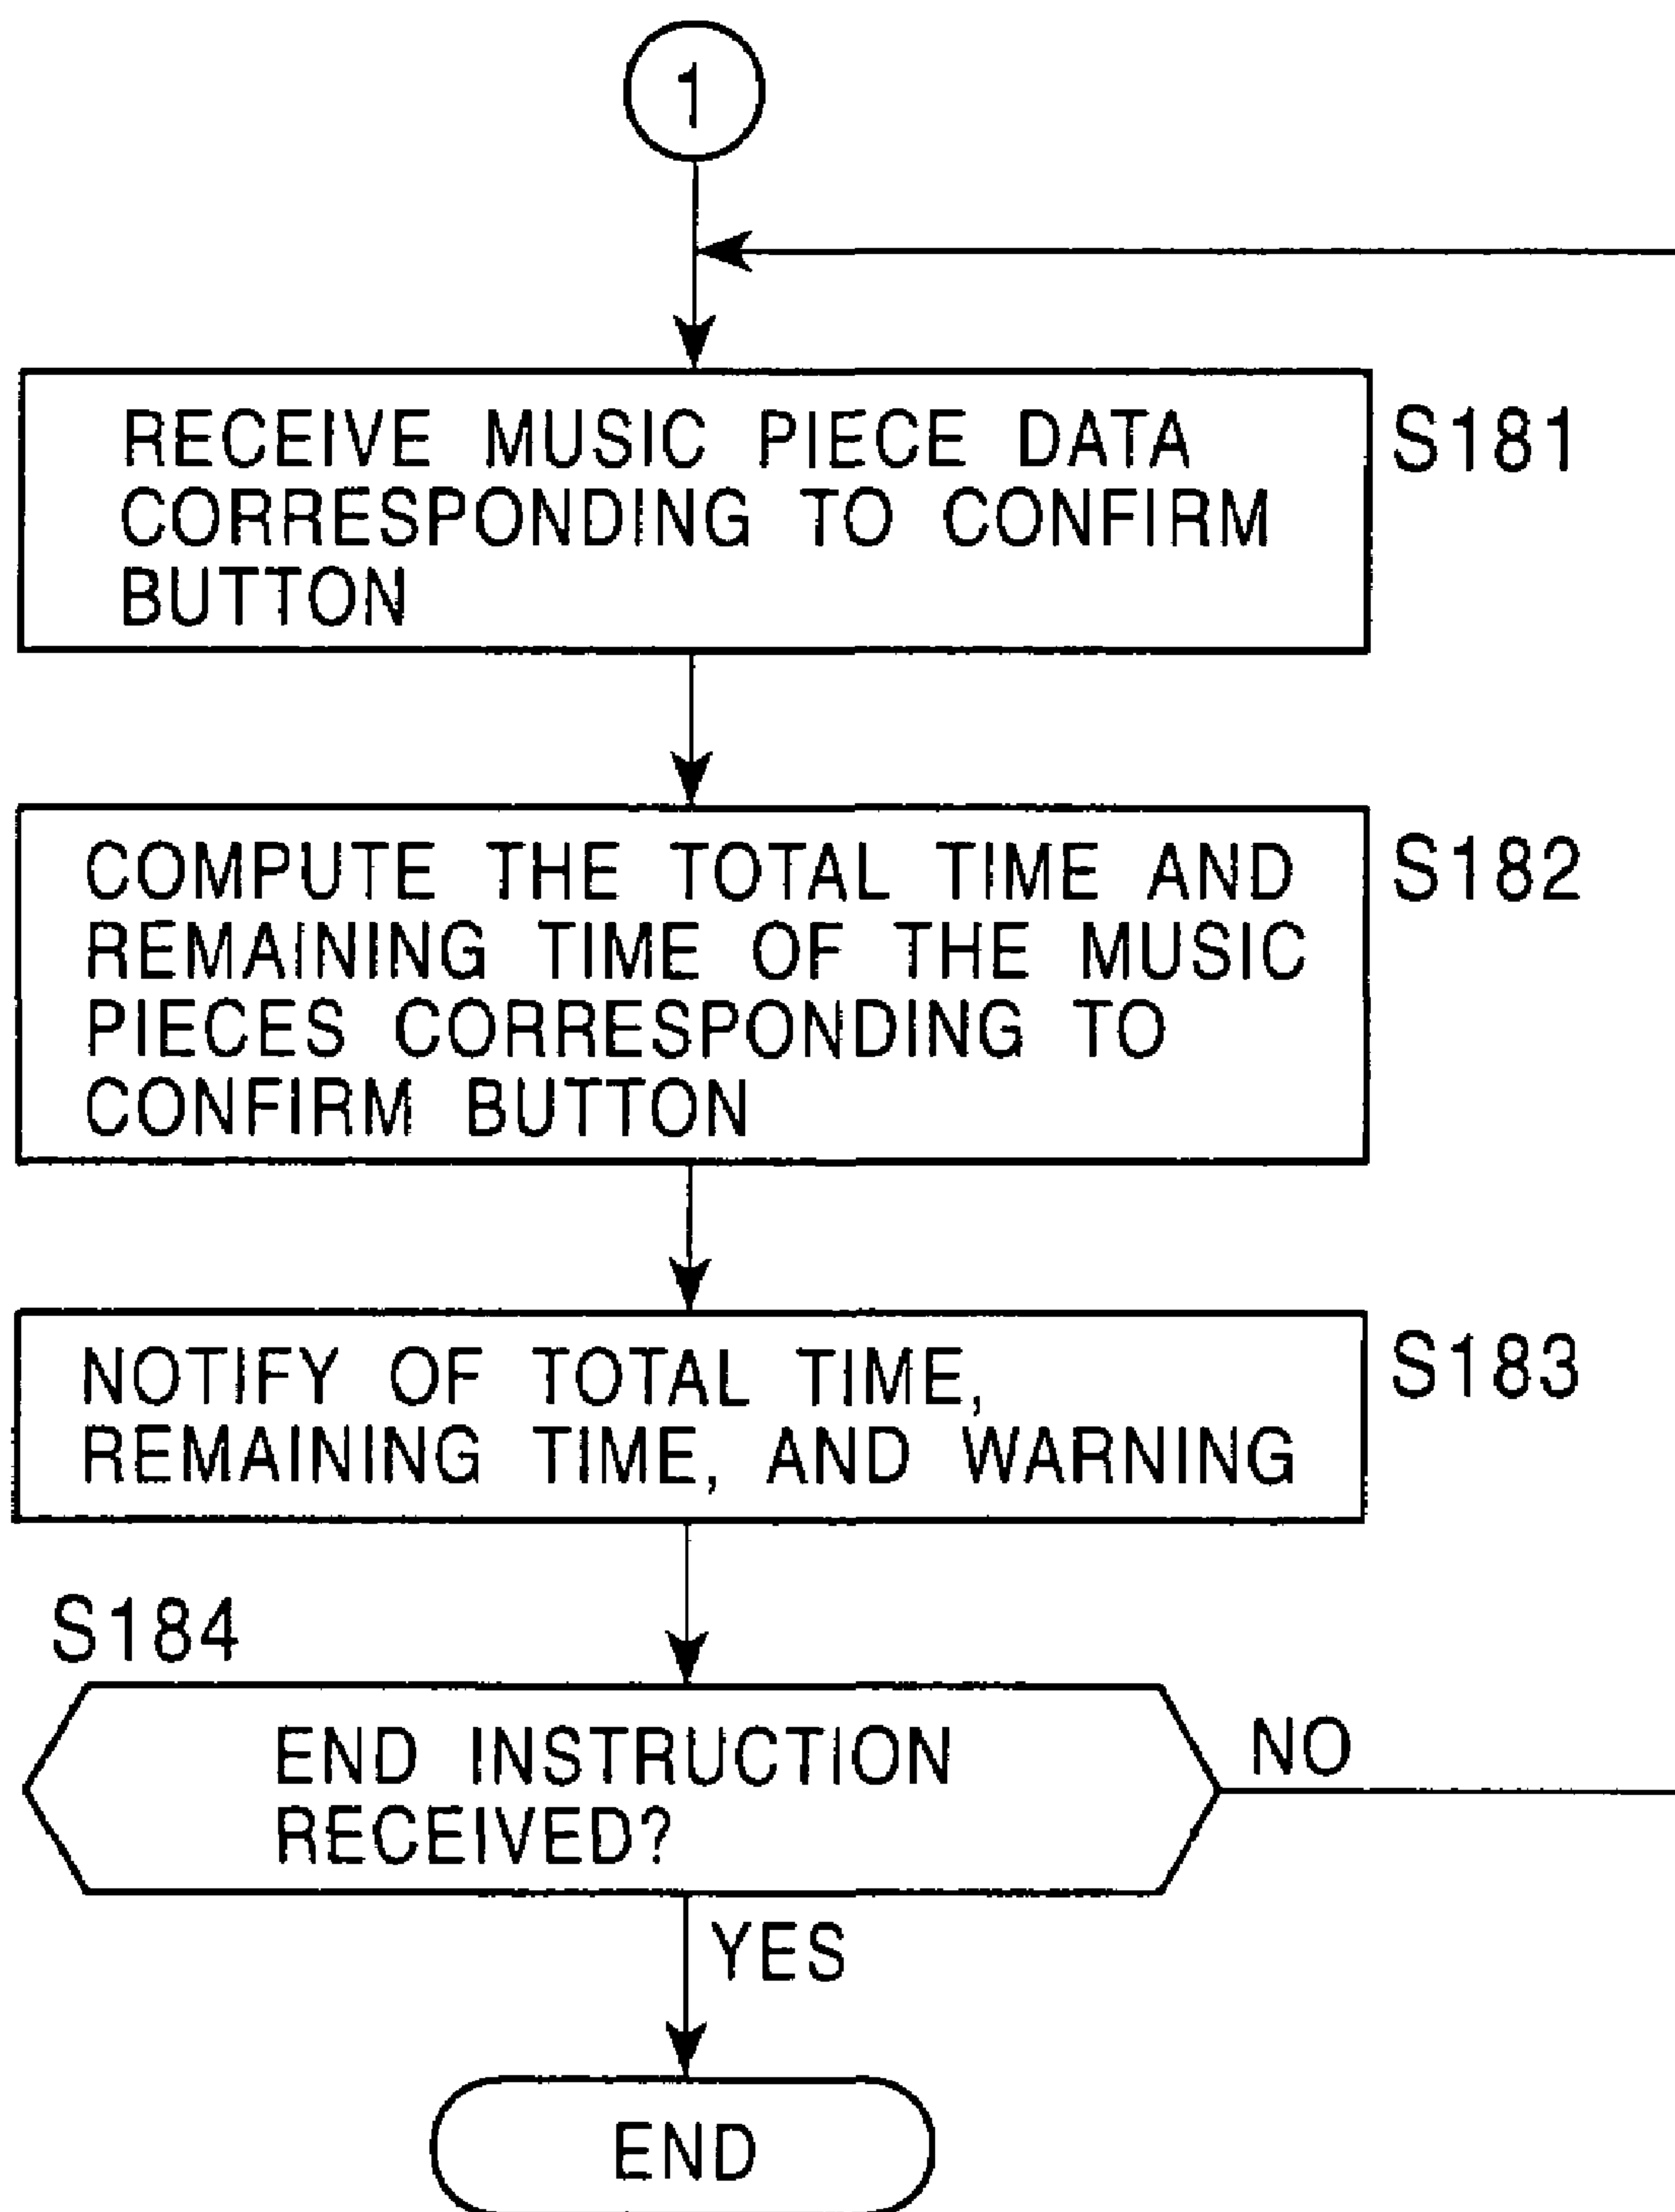 1
RECEIVE MUSIC PIECE DATA
CORRESPONDING TO CONFIRM
BUTTON
S181
COMPUTE THE TOTAL TIME AND
REMAINING TIME OF THE MUSIC
PIECES CORRESPONDING TO
CONFIRM BUTTON
S182
NOTIFY OF TOTAL TIME,
REMAINING TIME, AND WARNING
S183
S184
END INSTRUCTION
RECEIVED?
NO
YES
END